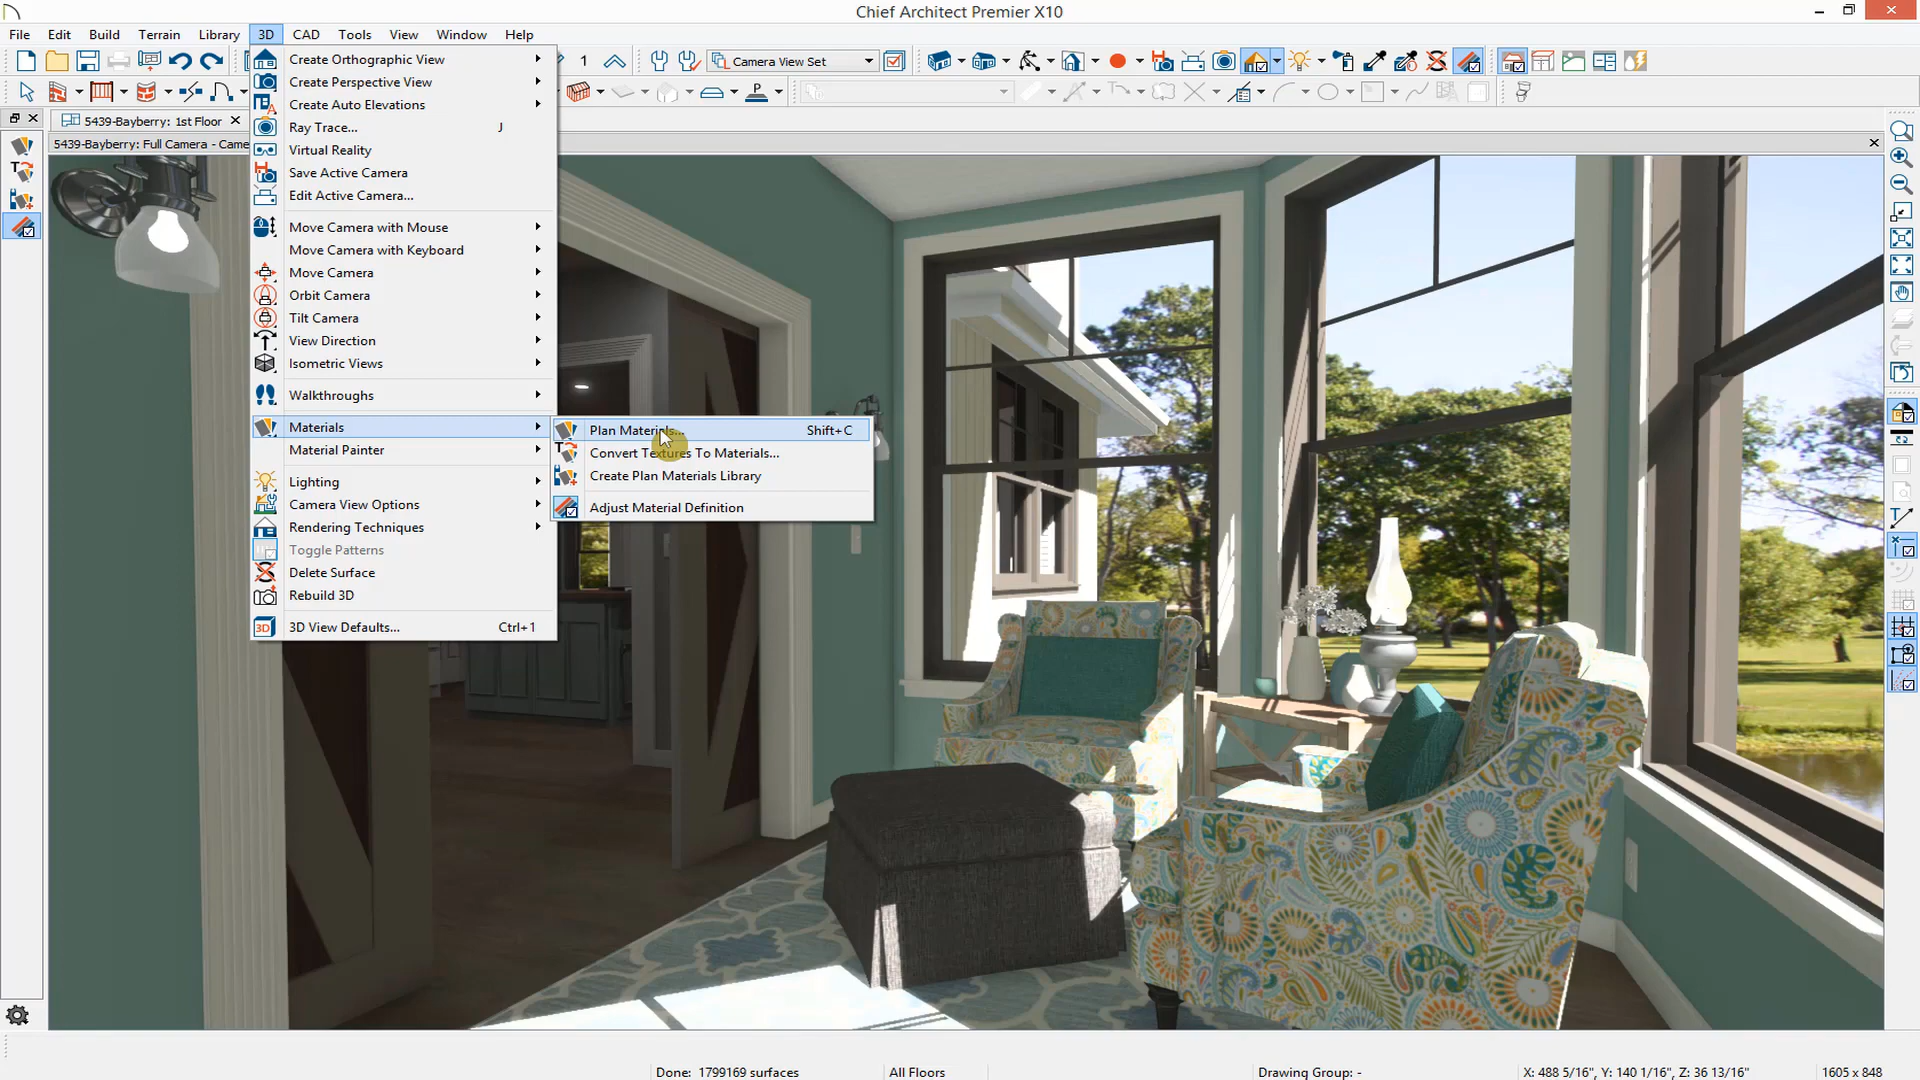 Chief Architect Premier X10
File Edit Build Terrain Library 3D CAD Tools View Window Help
1 Camera View Set
5439-Bayberry: 1st Floor
5439-Bayberry: Full Camera - Came
Create Orthographic View
Create Perspective View
Create Auto Elevations
Ray Trace... J
Virtual Reality
Save Active Camera
Edit Active Camera...
Move Camera with Mouse
Move Camera with Keyboard
Move Camera
Orbit Camera
Tilt Camera
View Direction
Isometric Views
Walkthroughs
Materials
Material Painter
Lighting
Camera View Options
Rendering Techniques
Toggle Patterns
Delete Surface
Rebuild 3D
3D View Defaults... Ctrl+1
Plan Materials... Shift+C
Convert Textures To Materials...
Create Plan Materials Library
Adjust Material Definition
Done: 1799169 surfaces All Floors Drawing Group: - X: 488 5/16", Y: 140 1/16", Z: 36 13/16" 1605 x 848